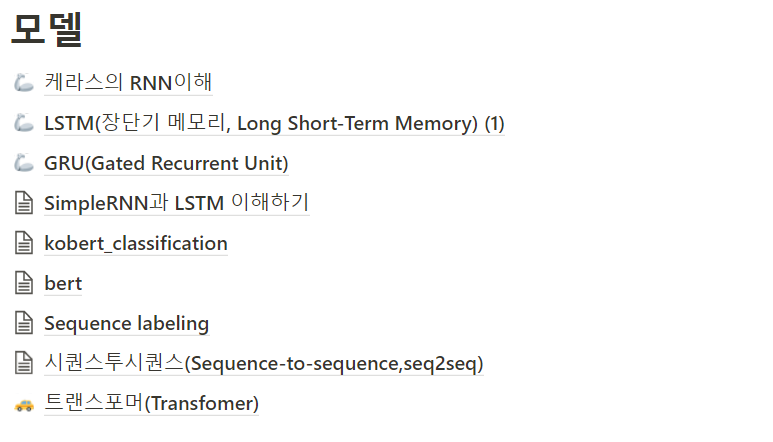 모델
케라스의 RNN이해
LSTM(장단기 메모리, Long Short-Term Memory) (1)
GRU(Gated Recurrent Unit)
SimpleRNN과 LSTM 이해하기
kobert_classification
bert
Sequence labeling
시퀀스투시퀀스(Sequence-to-sequence,seq2seq)
트랜스포머(Transfomer)